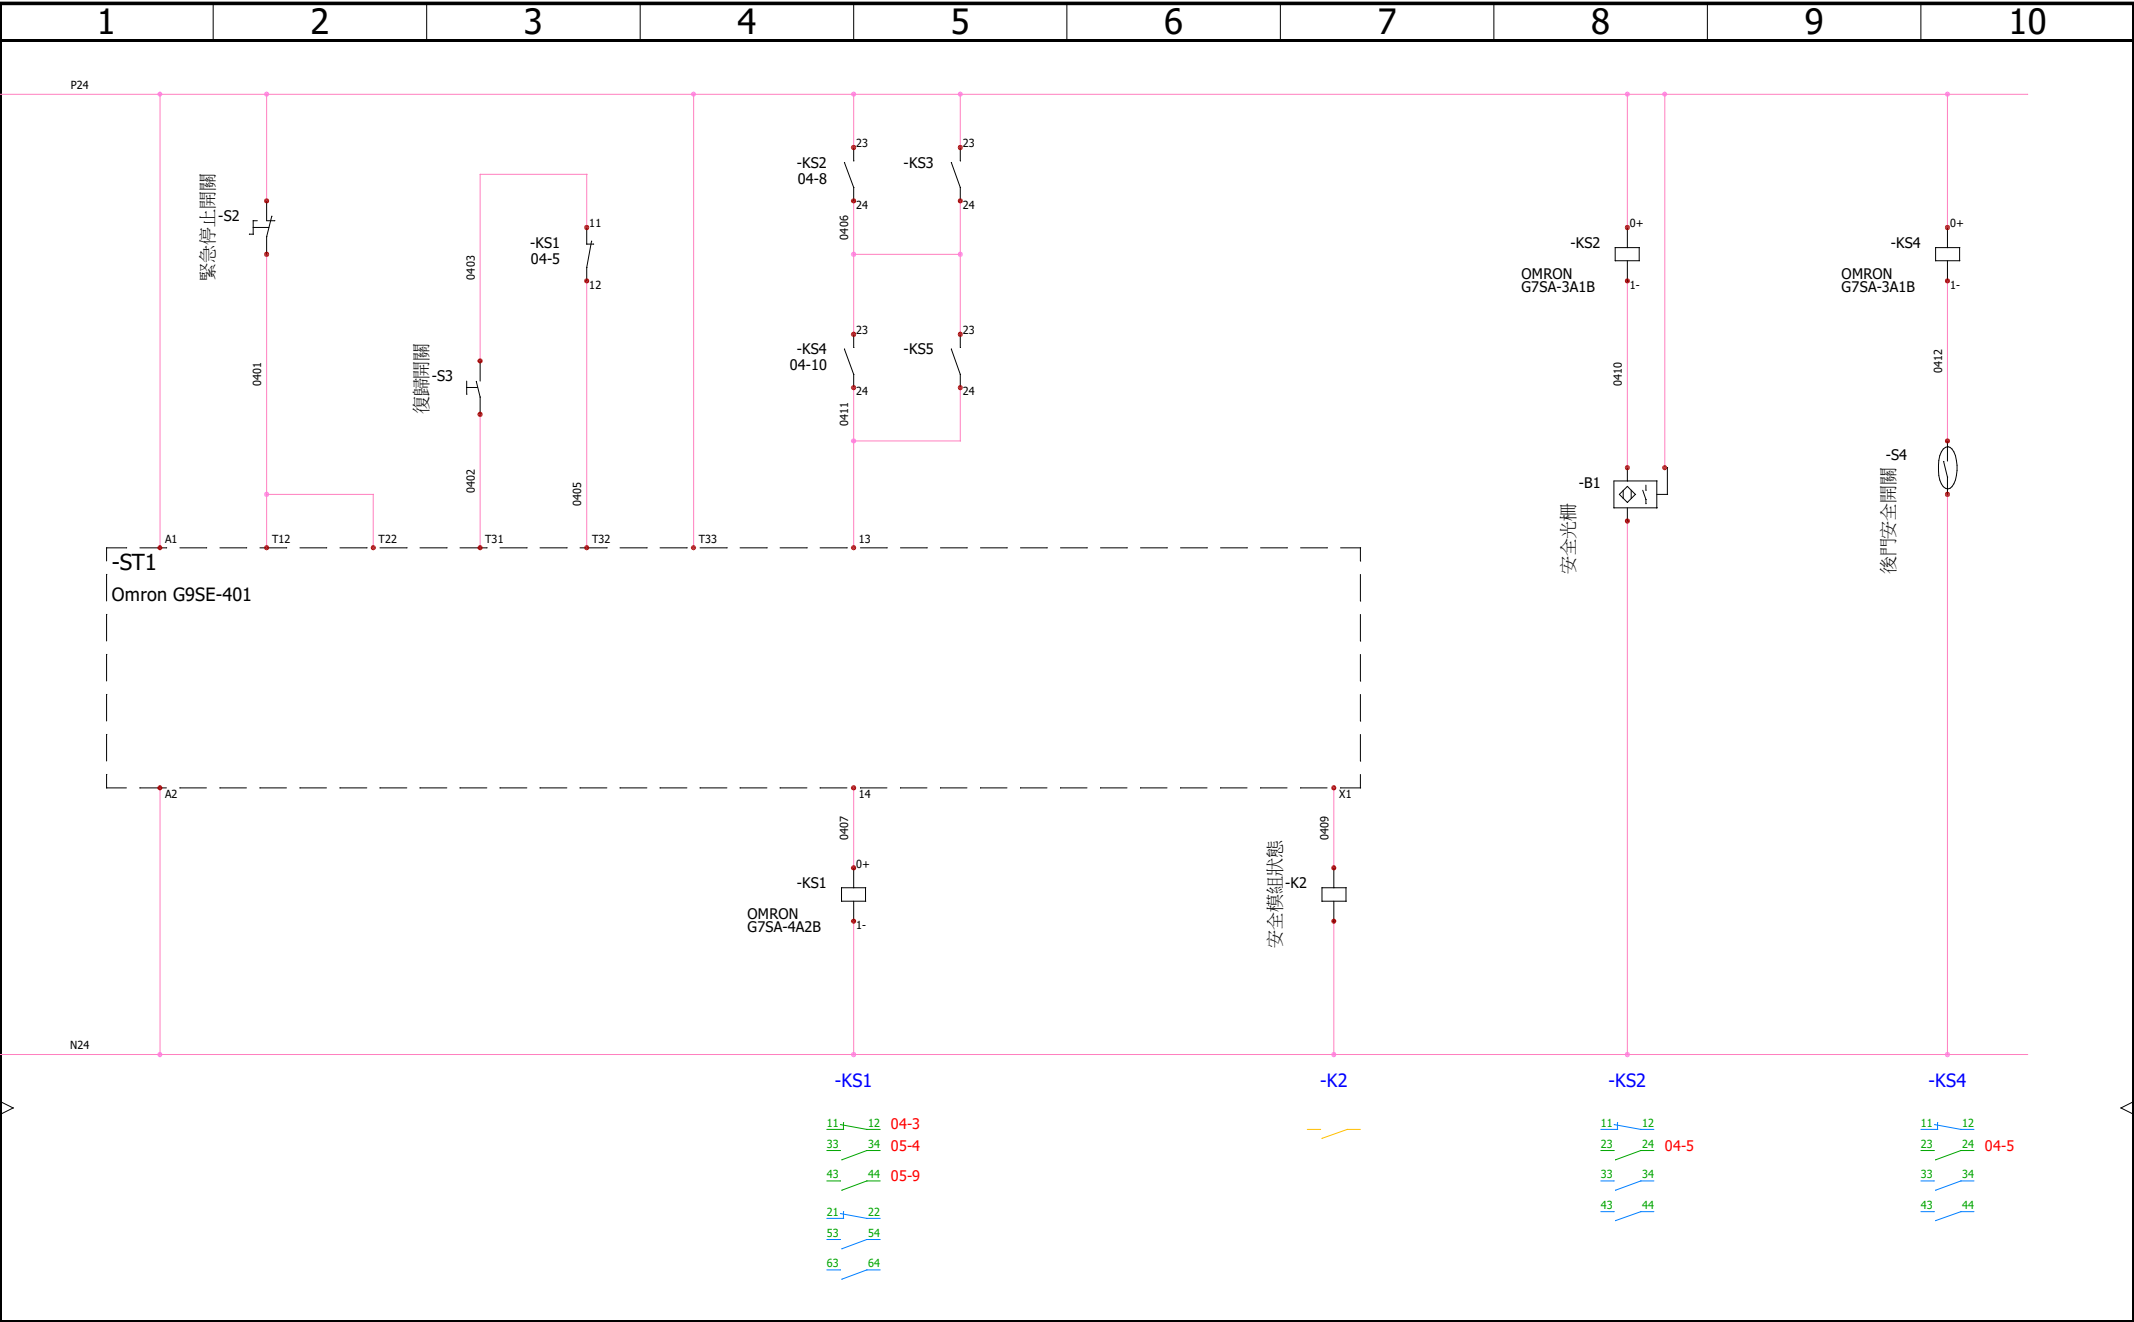 1 2 3 4 5 6 7 8 9 10
P24
-S2
緊急停止開關
0401
-S3
復歸開關
0403
0402
-KS1
04-5
11
12
0405
-KS2
04-8
23
24
0406
-KS3
23
24
-KS4
04-10
23
24
0411
-KS5
23
24
-KS2
OMRON
G7SA-3A1B
0+
1-
0410
-B1
安全光柵
-KS4
OMRON
G7SA-3A1B
0+
1-
0412
-S4
後門安全開關
A1 T12 T22 T31 T32 T33 13
-ST1
Omron G9SE-401
A2 14 X1
0407
-KS1
OMRON
G7SA-4A2B
0+
1-
0409
-K2
安全模組狀態
N24
-KS1
11 12 04-3
33 34 05-4
43 44 05-9
21 22
53 54
63 64
-K2
-KS2
11 12
23 24 04-5
33 34
43 44
-KS4
11 12
23 24 04-5
33 34
43 44